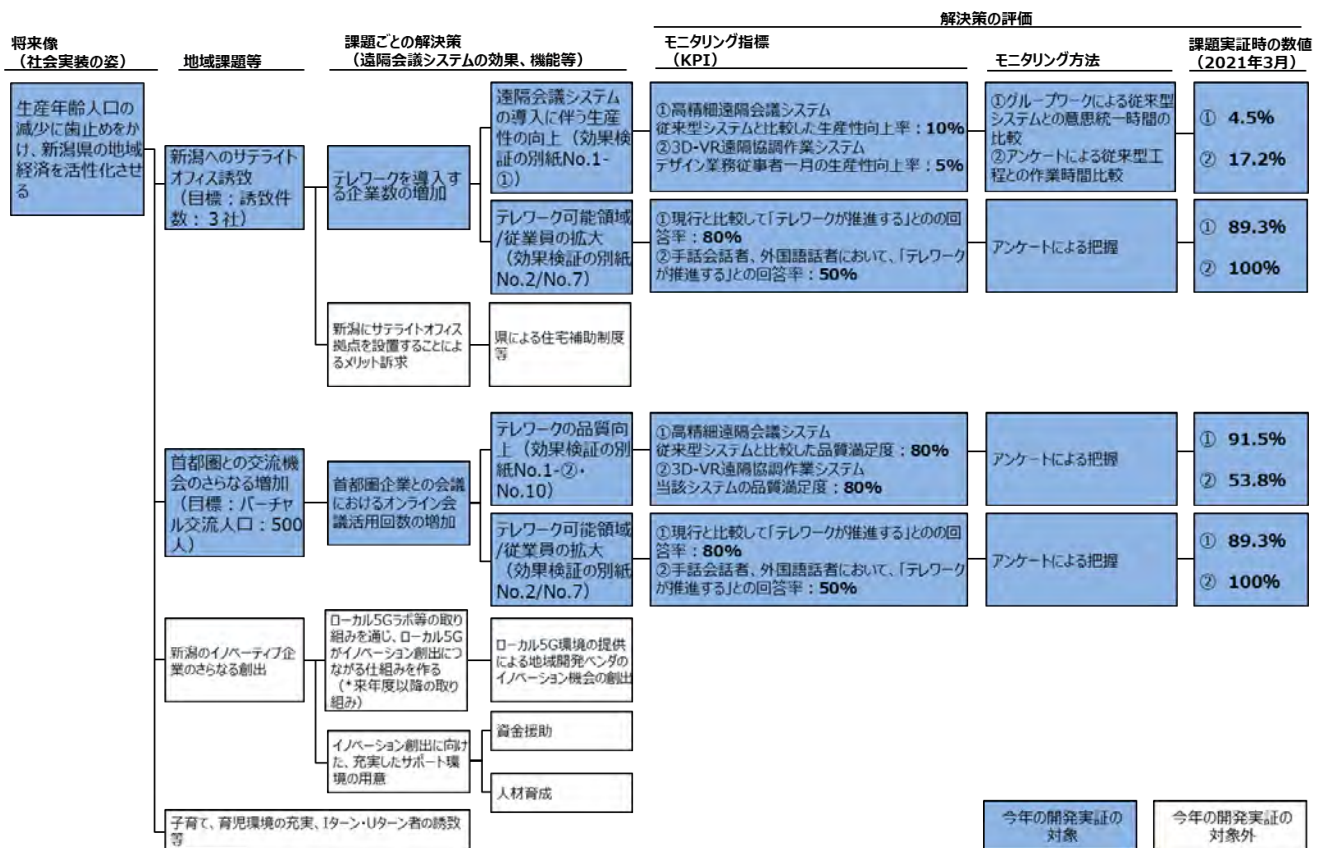 解決策の評価
将来像
（社会実装の姿）
地域課題等
課題ごとの解決策
（遠隔会議システムの効果、機能等）
モニタリング指標
（KPI）
モニタリング方法
課題実証時の数値
（2021年3月）
生産年齢人口の
減少に歯止めをか
け、新潟県の地域
経済を活性化させ
る
新潟へのサテライト
オフィス誘致
（目標：誘致件
数：３社）
テレワークを導入す
る企業数の増加
遠隔会議システム
の導入に伴う生産
性の向上（効果検
証の別紙No.1-
①）
①高精細遠隔会議システム
従来型システムと比較した生産性向上率：10%
②3D-VR遠隔協調作業システム
デザイン業務従事者一月の生産性向上率：5%
①グループワークによる従来型
システムとの意思統一時間の
比較
②アンケートによる従来型工
程との作業時間比較
① 4.5%
② 17.2%
テレワーク可能領域
/従業員の拡大
（効果検証の別紙
No.2/No.7）
①現行と比較して「テレワークが推進する」とのの回
答率：80%
②手話会話者、外国語話者において、「テレワーク
が推進する」との回答率：50%
アンケートによる把握
① 89.3%
② 100%
新潟にサテライトオフィス
拠点を設置することによ
るメリット訴求
県による住宅補助制度
等
首都圏との交流機
会のさらなる増加
（目標：バーチャ
ル交流人口：500
人）
首都圏企業との会議
におけるオンライン会
議活用回数の増加
テレワークの品質向
上（効果検証の別
紙No.1-②・
No.10）
①高精細遠隔会議システム
従来型システムと比較した品質満足度：80%
②3D-VR遠隔協調作業システム
当該システムの品質満足度：80%
アンケートによる把握
① 91.5%
② 53.8%
テレワーク可能領域
/従業員の拡大
（効果検証の別紙
No.2/No.7）
①現行と比較して「テレワークが推進する」とのの回
答率：80%
②手話会話者、外国語話者において、「テレワーク
が推進する」との回答率：50%
アンケートによる把握
① 89.3%
② 100%
新潟のイノベーティブ企
業のさらなる創出
ローカル5Gラボ等の取り
組みを通じ、ローカル5G
がイノベーション創出につ
ながる仕組みを作る
（*来年度以降の取り
組み）
ローカル5G環境の提供
による地域開発ベンダの
イノベーション機会の創出
イノベーション創出に向け
た、充実したサポート環
境の用意
資金援助
人材育成
子育て、育児環境の充実、Iターン・Uターン者の誘致
等
今年の開発実証の
対象
今年の開発実証の
対象外